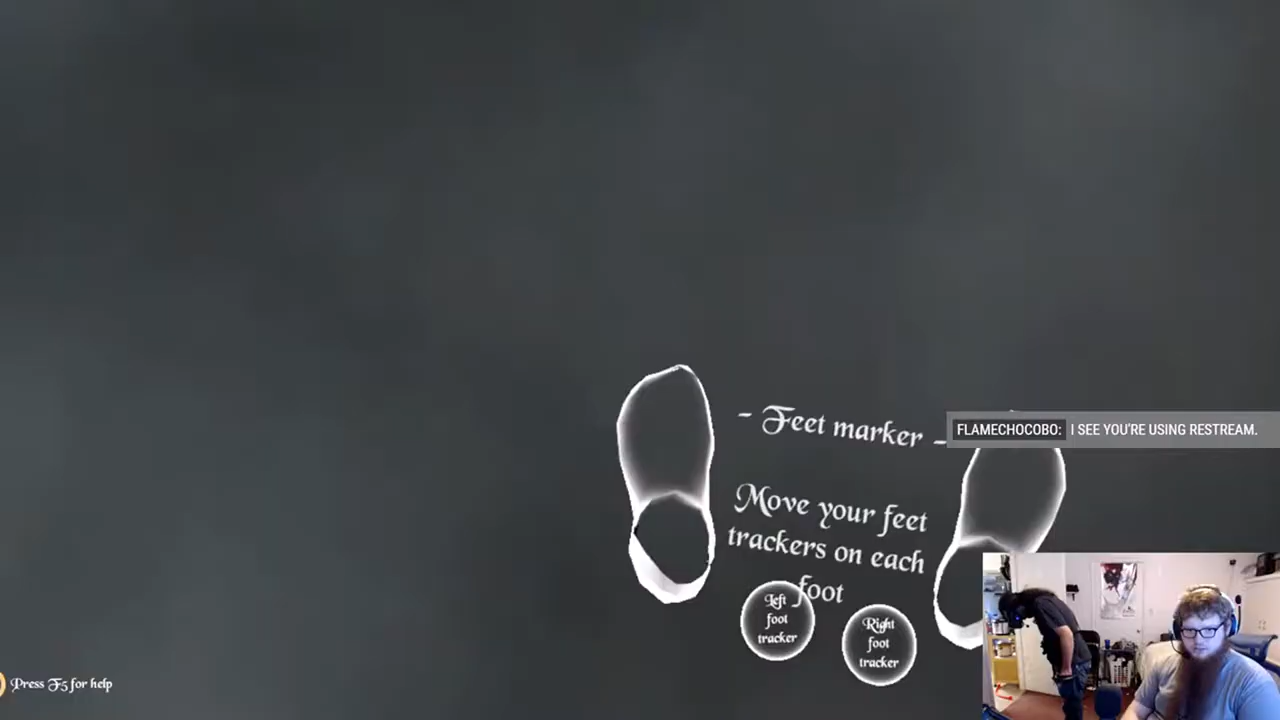 - Feet marker -
FLAMECHOCOBO: I SEE YOU'RE USING RESTREAM.
Move your feet
trackers on each
foot
Left
foot
tracker
Right
foot
tracker
Press F5 for help